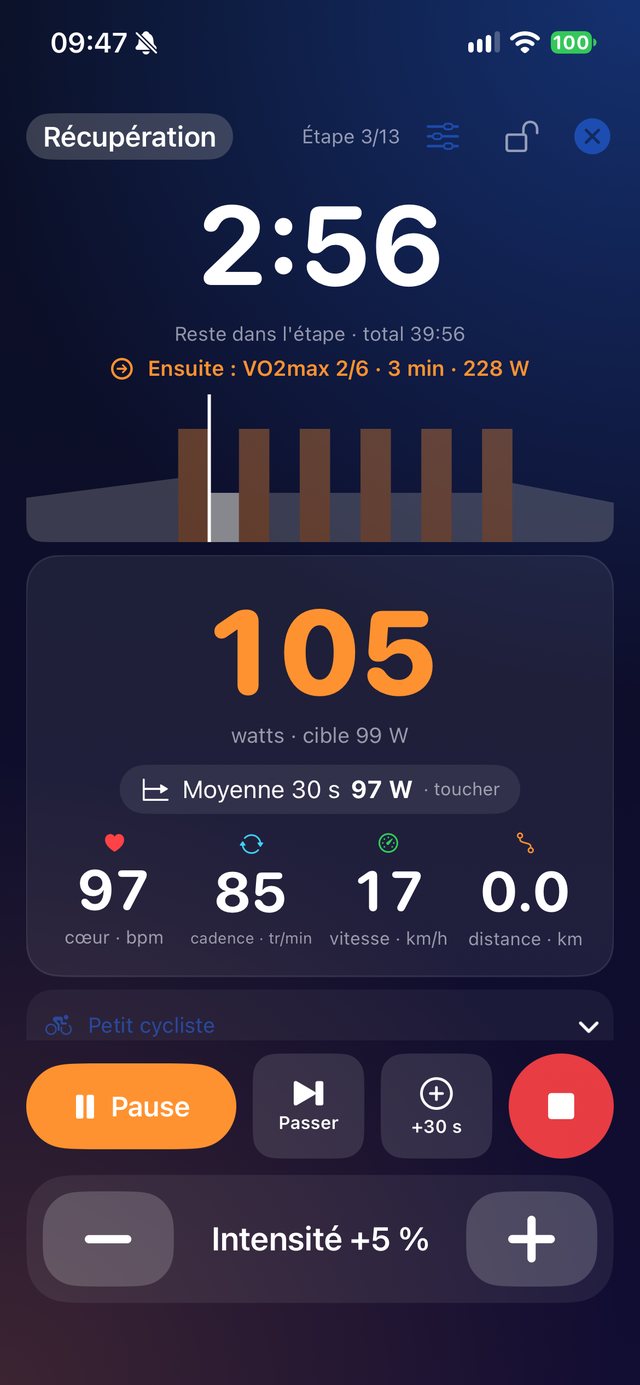 09:47
100
Récupération
Étape 3/13
2:56
Reste dans l'étape · total 39:56
Ensuite : VO2max 2/6 · 3 min · 228 W
105
watts · cible 99 W
Moyenne 30 s 97 W · toucher
97 85 17 0.0
cœur · bpm cadence · tr/min vitesse · km/h distance · km
Petit cycliste
Pause
Passer
+30 s
Intensité +5 %